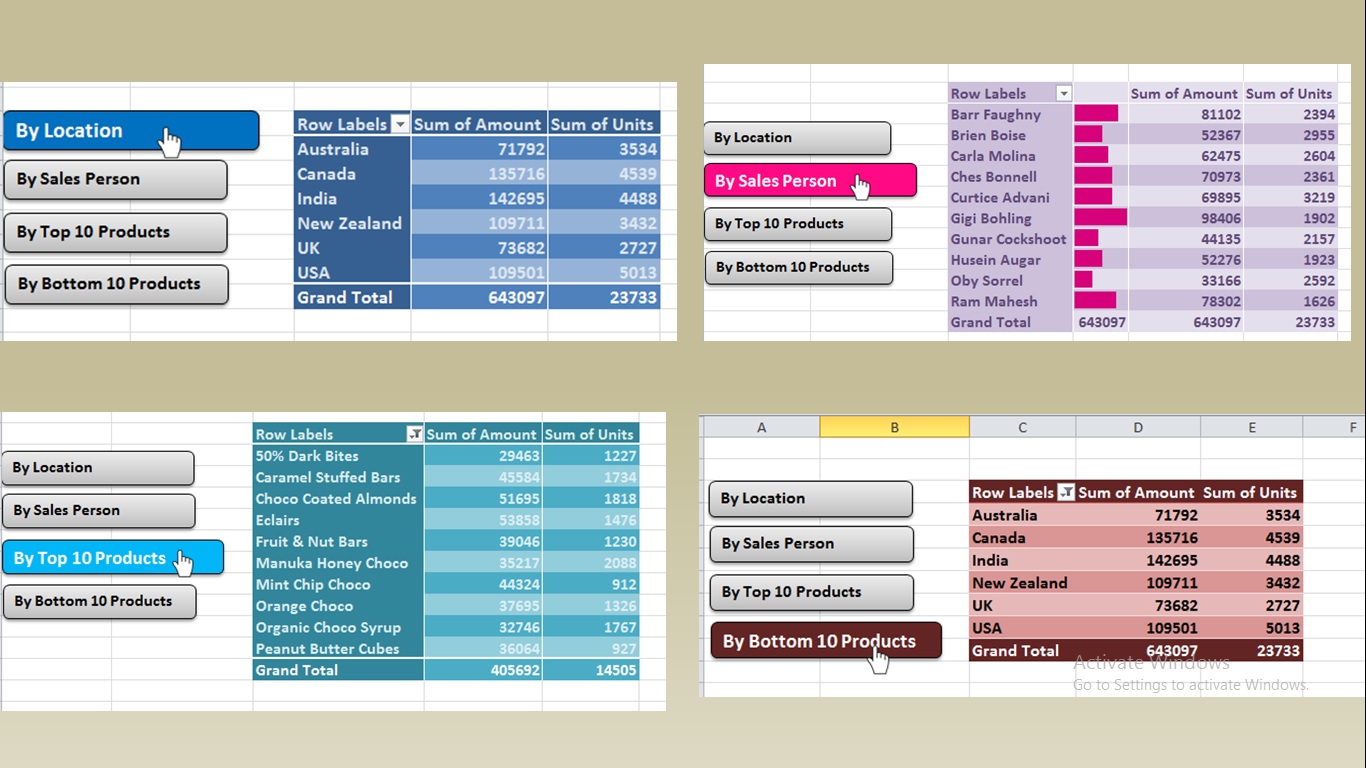 By Location
By Sales Person
By Top 10 Products
By Bottom 10 Products
Row Labels Sum of Amount Sum of Units
Australia 71792 3534
Canada 135716 4539
India 142695 4488
New Zealand 109711 3432
UK 73682 2727
USA 109501 5013
Grand Total 643097 23733
By Location
By Sales Person
By Top 10 Products
By Bottom 10 Products
Row Labels Sum of Amount Sum of Units
Barr Faughny 81102 2394
Brien Boise 52367 2955
Carla Molina 62475 2604
Ches Bonnell 70973 2361
Curtice Advani 69895 3219
Gigi Bohling 98406 1902
Gunar Cockshoot 44135 2157
Husein Augar 52276 1923
Oby Sorrel 33166 2592
Ram Mahesh 78302 1626
Grand Total 643097 643097 23733
By Location
By Sales Person
By Top 10 Products
By Bottom 10 Products
Row Labels Sum of Amount Sum of Units
50% Dark Bites 29463 1227
Caramel Stuffed Bars 45584 1734
Choco Coated Almonds 51695 1818
Eclairs 53858 1476
Fruit & Nut Bars 39046 1230
Manuka Honey Choco 35217 2088
Mint Chip Choco 44324 912
Orange Choco 37695 1326
Organic Choco Syrup 32746 1767
Peanut Butter Cubes 36064 927
Grand Total 405692 14505
A B C D E F
By Location
By Sales Person
By Top 10 Products
By Bottom 10 Products
Row Labels Sum of Amount Sum of Units
Australia 71792 3534
Canada 135716 4539
India 142695 4488
New Zealand 109711 3432
UK 73682 2727
USA 109501 5013
Grand Total 643097 23733
Activate Windows
Go to Settings to activate Windows.